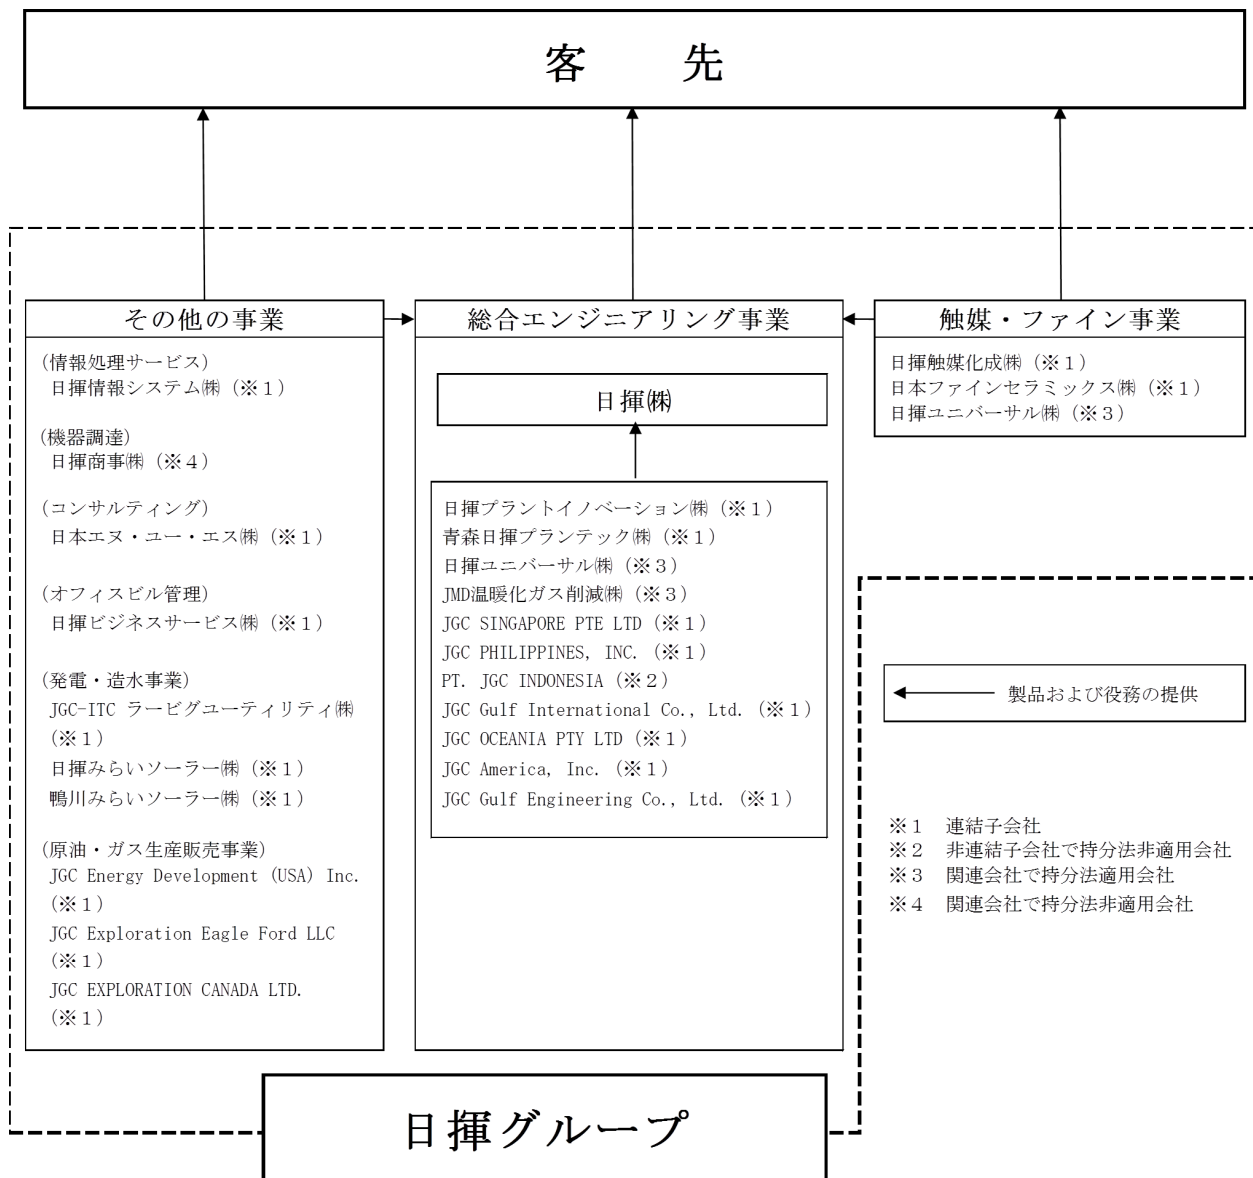 客 先
その他の事業
(情報処理サービス)
日揮情報システム㈱（※１）
(機器調達)
日揮商事㈱（※４）
(コンサルティング)
日本エヌ・ユー・エス㈱（※１）
(オフィスビル管理)
日揮ビジネスサービス㈱（※１）
(発電・造水事業)
JGC-ITC ラービグユーティリティ㈱
（※１）
日揮みらいソーラー㈱（※１）
鴨川みらいソーラー㈱（※１）
(原油・ガス生産販売事業)
JGC Energy Development (USA) Inc.
（※１）
JGC Exploration Eagle Ford LLC
（※１）
JGC EXPLORATION CANADA LTD.
（※１）
総合エンジニアリング事業
日揮㈱
日揮プラントイノベーション㈱（※１）
青森日揮プランテック㈱（※１）
日揮ユニバーサル㈱（※３）
JMD温暖化ガス削減㈱（※３）
JGC SINGAPORE PTE LTD（※１）
JGC PHILIPPINES, INC.（※１）
PT. JGC INDONESIA（※２）
JGC Gulf International Co., Ltd.（※１）
JGC OCEANIA PTY LTD（※１）
JGC America, Inc.（※１）
JGC Gulf Engineering Co., Ltd.（※１）
触媒・ファイン事業
日揮触媒化成㈱（※１）
日本ファインセラミックス㈱（※１）
日揮ユニバーサル㈱（※３）
製品および役務の提供
※１ 連結子会社
※２ 非連結子会社で持分法非適用会社
※３ 関連会社で持分法適用会社
※４ 関連会社で持分法非適用会社
日揮グループ